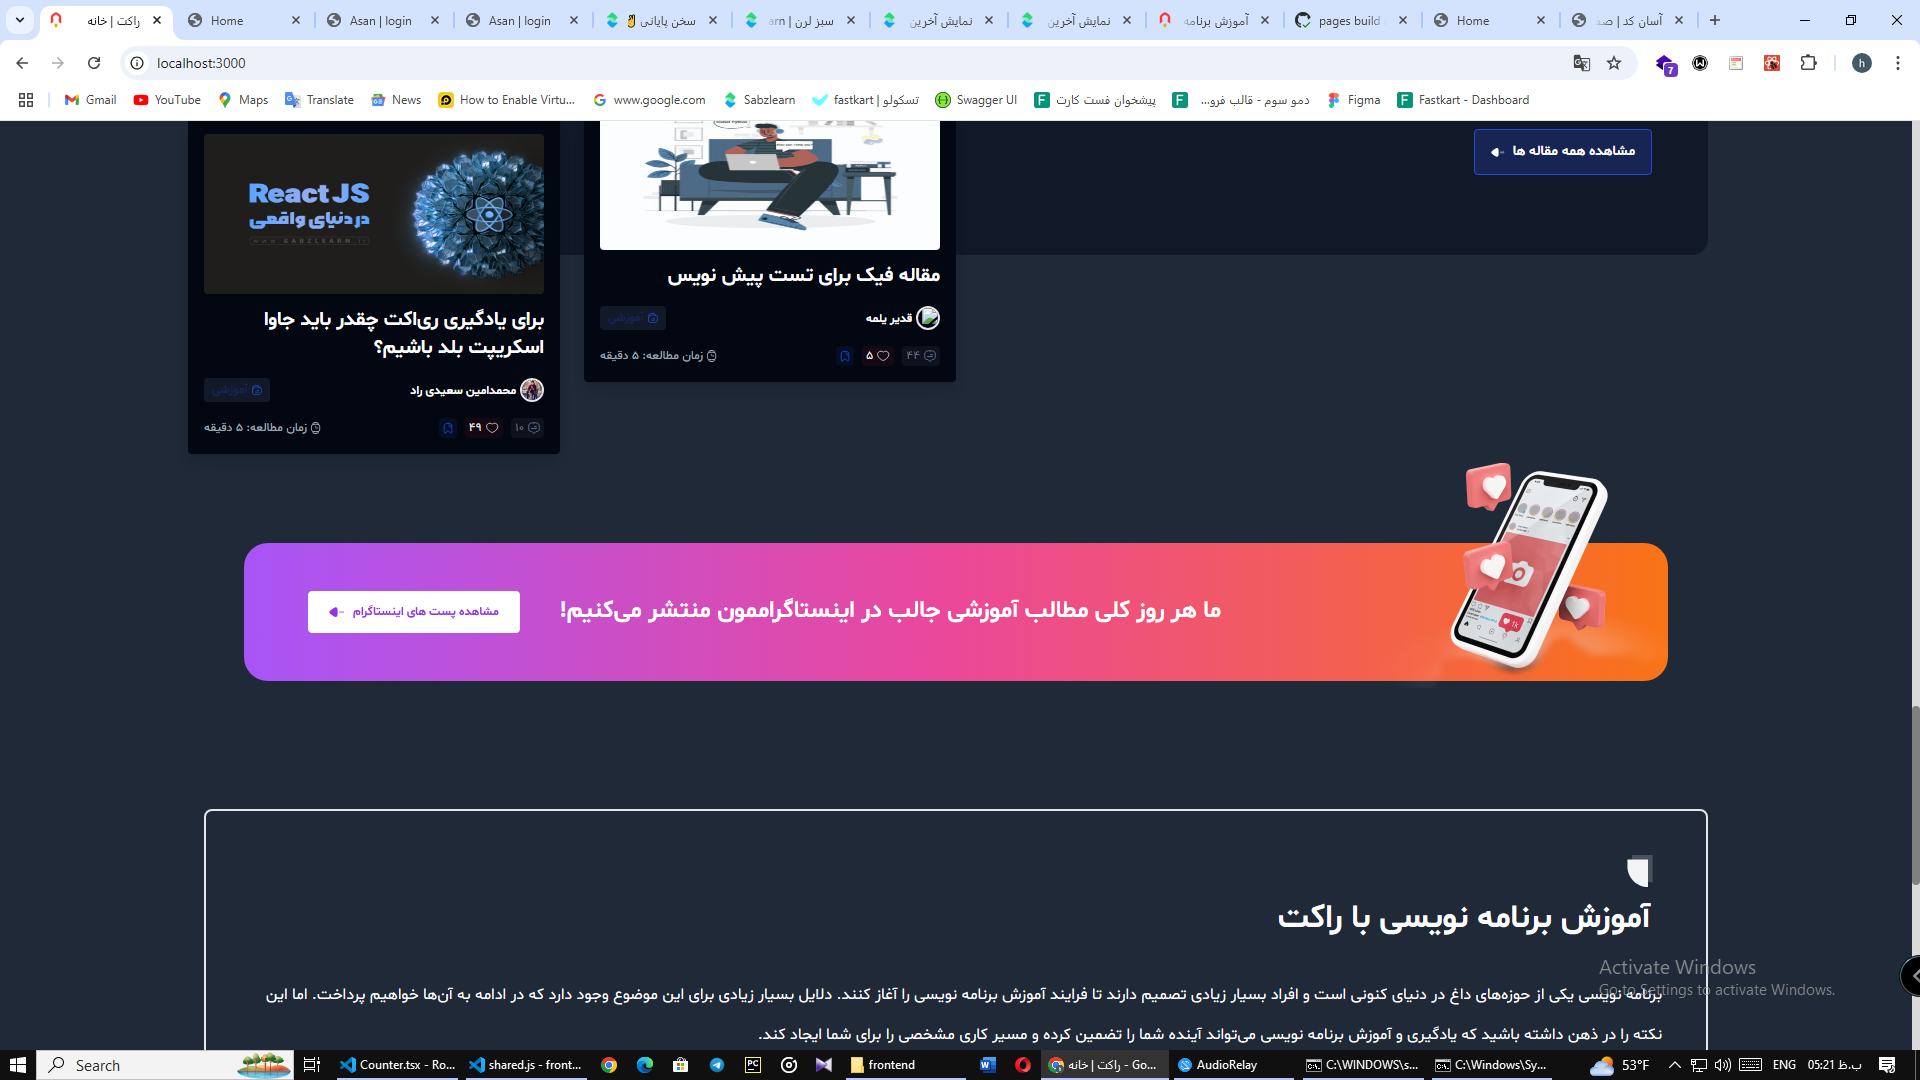 راکت | خانه
Home
Asan | login
Asan | login
سخن پایانی
سبز لرن | arn
نمایش آخرین
نمایش آخرین
آموزش برنامه
pages build
Home
آسان کد | صف
localhost:3000
7
h
Gmail
YouTube
Maps
Translate
News
How to Enable Virtu...
www.google.com
Sabzlearn
fastkart | تسکولو
Swagger UI
پیشخوان فست کارت
دمو سوم - قالب فرو...
Figma
Fastkart - Dashboard
مشاهده همه مقاله ها
مقاله فیک برای تست پیش نویس
قدیر یلمه
آموزشی
۴۴
۵
زمان مطالعه: ۵ دقیقه
ReactJS
در دنیای واقعی
www.SABZLEARN.ir
برای یادگیری ری‌اکت چقدر باید جاوا
اسکریپت بلد باشیم؟
محمدامین سعیدی راد
آموزشی
۱۰
۴۹
زمان مطالعه: ۵ دقیقه
ما هر روز کلی مطالب آموزشی جالب در اینستاگراممون منتشر می‌کنیم!
مشاهده پست های اینستاگرام
1k
آموزش برنامه نویسی با راکت
برنامه نویسی یکی از حوزه‌های داغ در دنیای کنونی است و افراد بسیار زیادی تصمیم دارند تا فرایند آموزش برنامه نویسی را آغاز کنند. دلایل بسیار زیادی برای این موضوع وجود دارد که در ادامه به آن‌ها خواهیم پرداخت. اما این
نکته را در ذهن داشته باشید که یادگیری و آموزش برنامه نویسی می‌تواند آینده شما را تضمین کرده و مسیر کاری مشخصی را برای شما ایجاد کند.
Activate Windows
Go to Settings to activate Windows.
Search
Counter.tsx - Ro...
shared.js - front...
frontend
راکت | خانه - Go...
AudioRelay
C:\WINDOWS\s...
C:\Windows\Sy...
53°F
ENG
05:21 ب.ظ